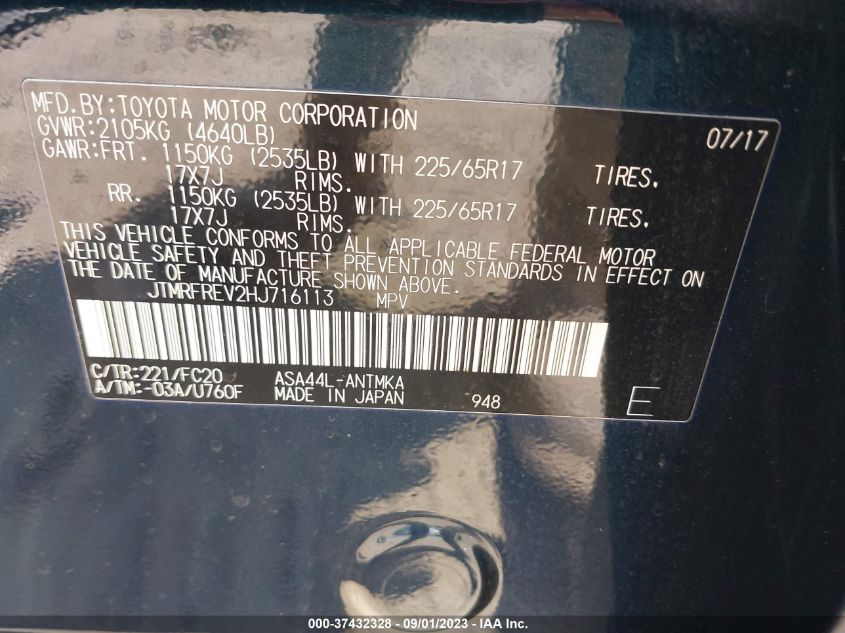 MFD.BY:TOYOTA MOTOR CORPORATION 07/17
GVWR:2105KG (4640LB)
GAWR:FRT. 1150KG (2535LB) WITH 225/65R17 TIRES,
17X7J RIMS.
RR. 1150KG (2535LB) WITH 225/65R17 TIRES,
17X7J RIMS.
THIS VEHICLE CONFORMS TO ALL APPLICABLE FEDERAL MOTOR
VEHICLE SAFETY AND THEFT PREVENTION STANDARDS IN EFFECT ON
THE DATE OF MANUFACTURE SHOWN ABOVE.
JTMRFREV2HJ716113 MPV
C/TR:221/FC20 ASA44L-ANTMKA
A/TM:-03A/U760F MADE IN JAPAN 948 E
000-37432328 - 09/01/2023 - IAA Inc.